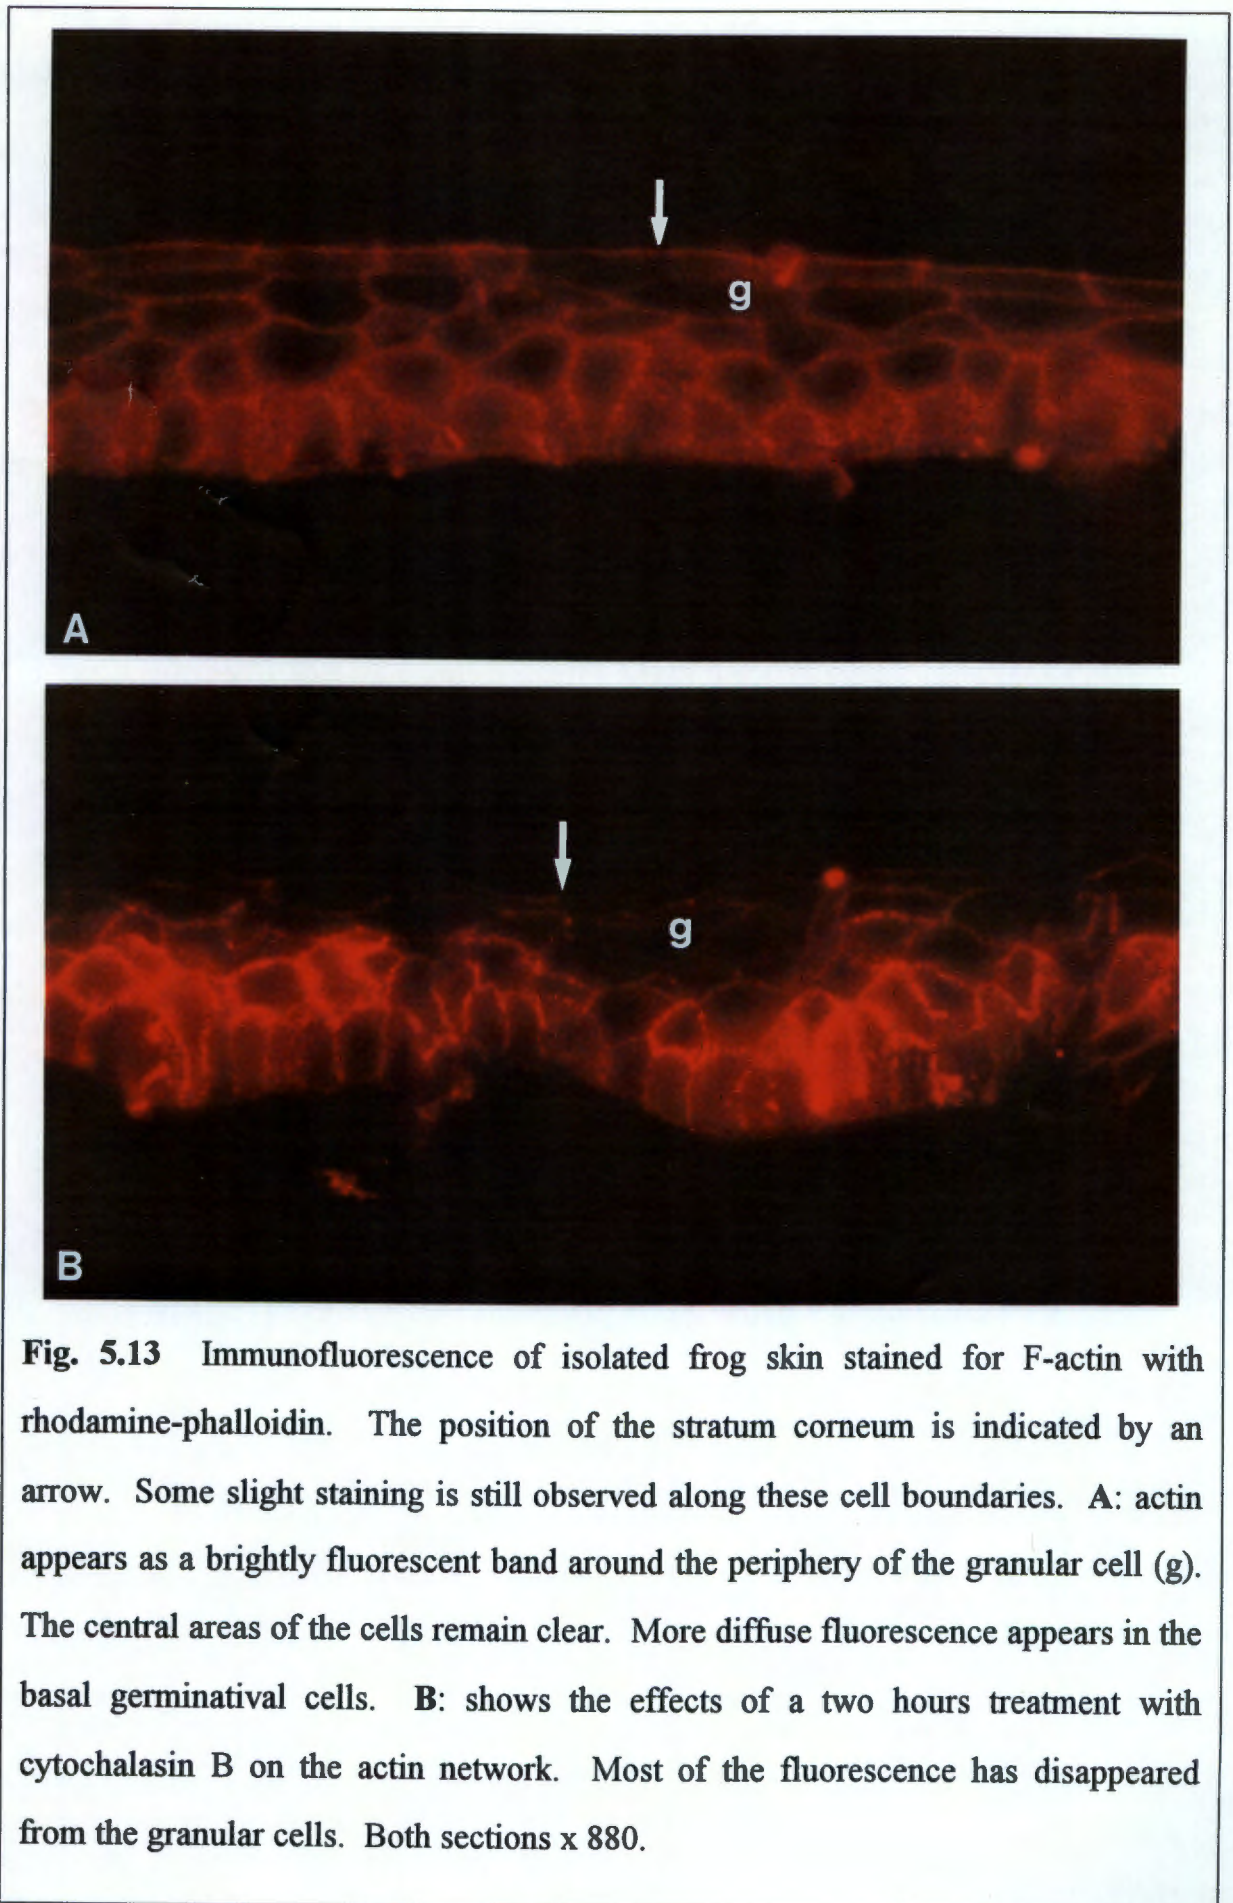 g
A
g
B
Fig. 5.13 Immunofluorescence of isolated frog skin stained for F-actin with
rhodamine-phalloidin. The position of the stratum corneum is indicated by an
arrow. Some slight staining is still observed along these cell boundaries. A: actin
appears as a brightly fluorescent band around the periphery of the granular cell (g).
The central areas of the cells remain clear. More diffuse fluorescence appears in the
basal germinatival cells. B: shows the effects of a two hours treatment with
cytochalasin B on the actin network. Most of the fluorescence has disappeared
from the granular cells. Both sections x 880.